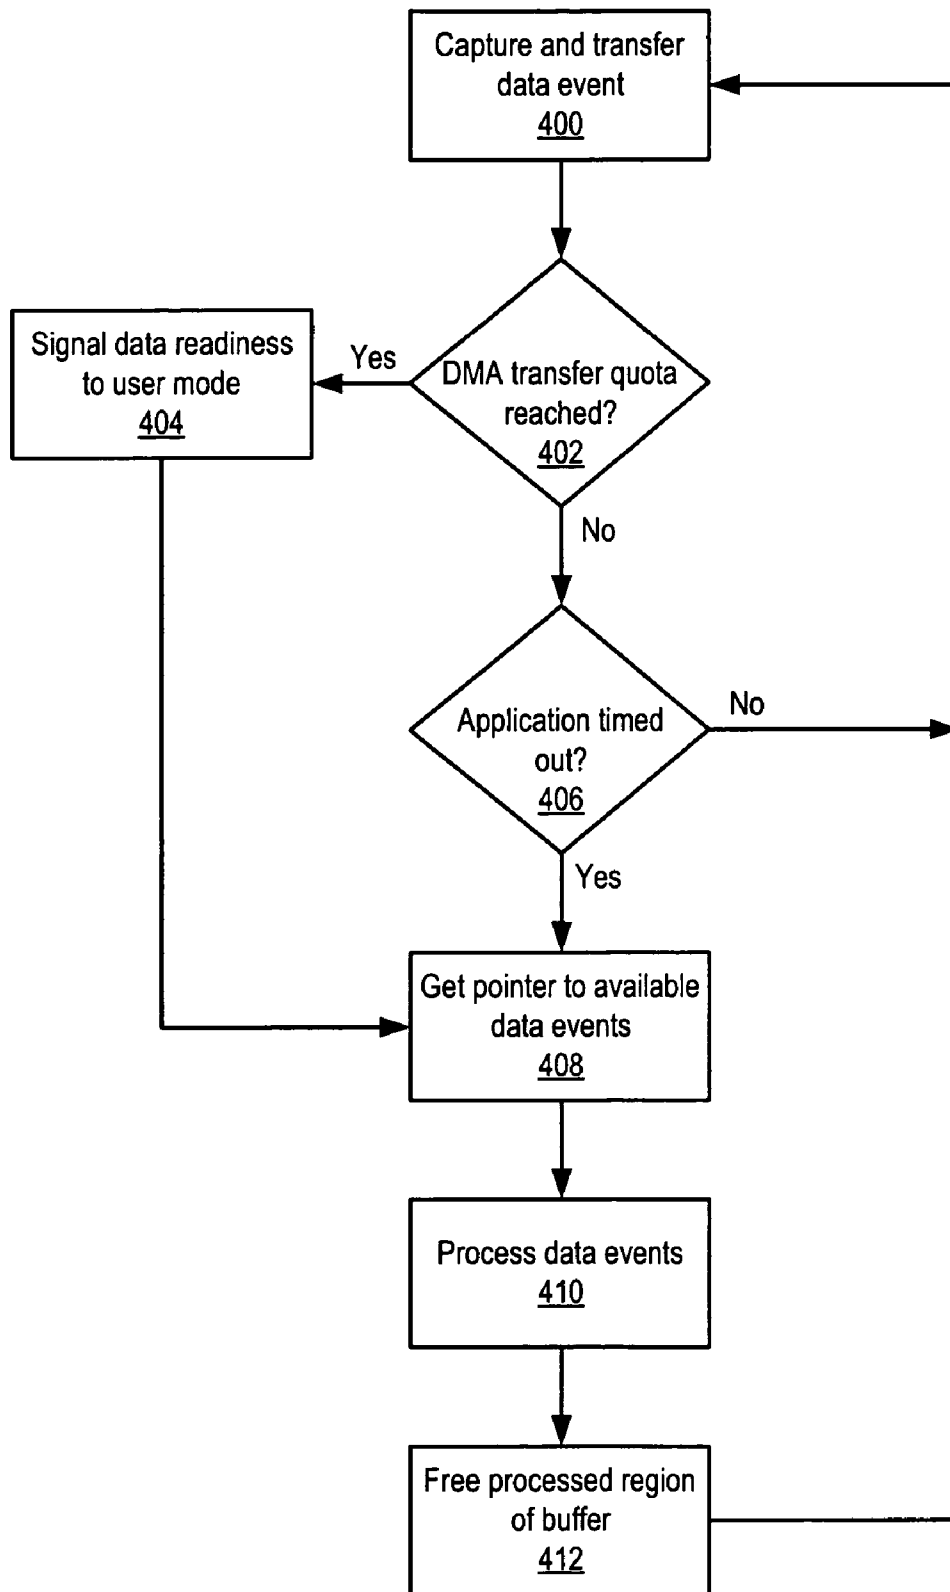 Capture and transfer
data event
400
Signal data readiness
to user mode
404
Yes
DMA transfer quota
reached?
402
No
Application timed
out?
406
No
Yes
Get pointer to available
data events
408
Process data events
410
Free processed region
of buffer
412